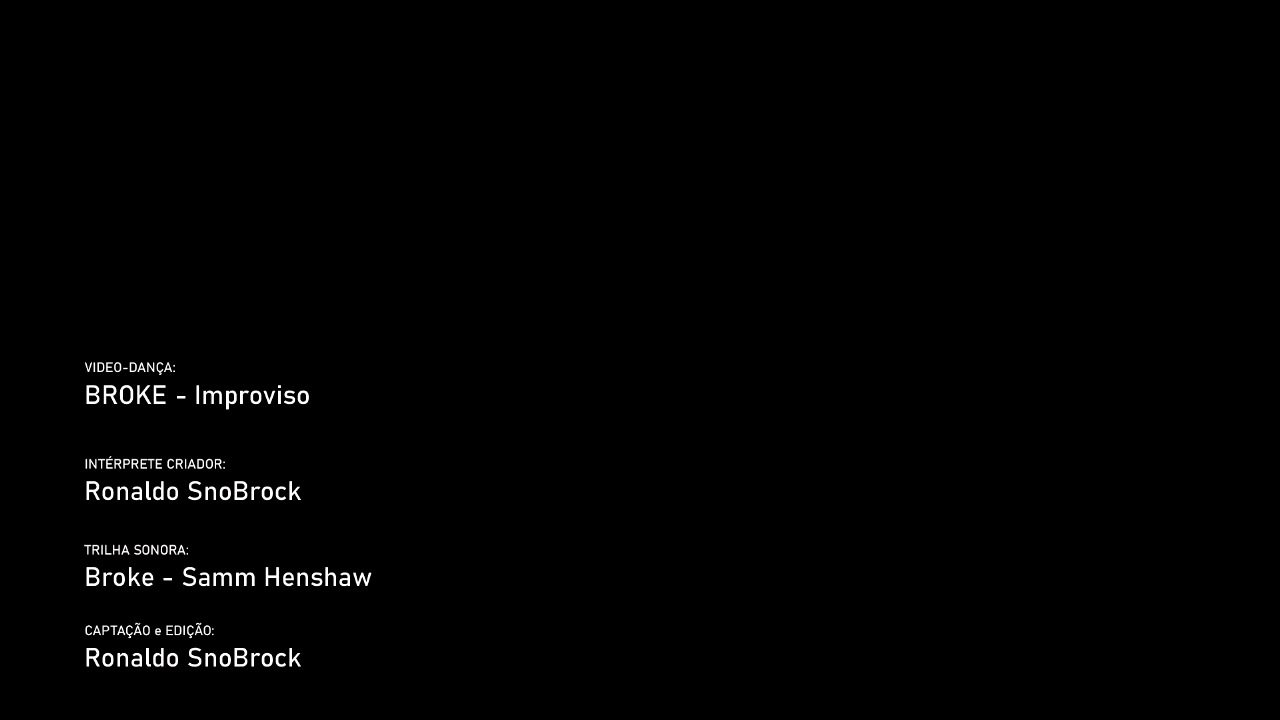 VIDEO-DANÇA:
BROKE - Improviso
INTÉRPRETE CRIADOR:
Ronaldo SnoBrock
TRILHA SONORA:
Broke - Samm Henshaw
CAPTAÇÃO e EDIÇÃO:
Ronaldo SnoBrock